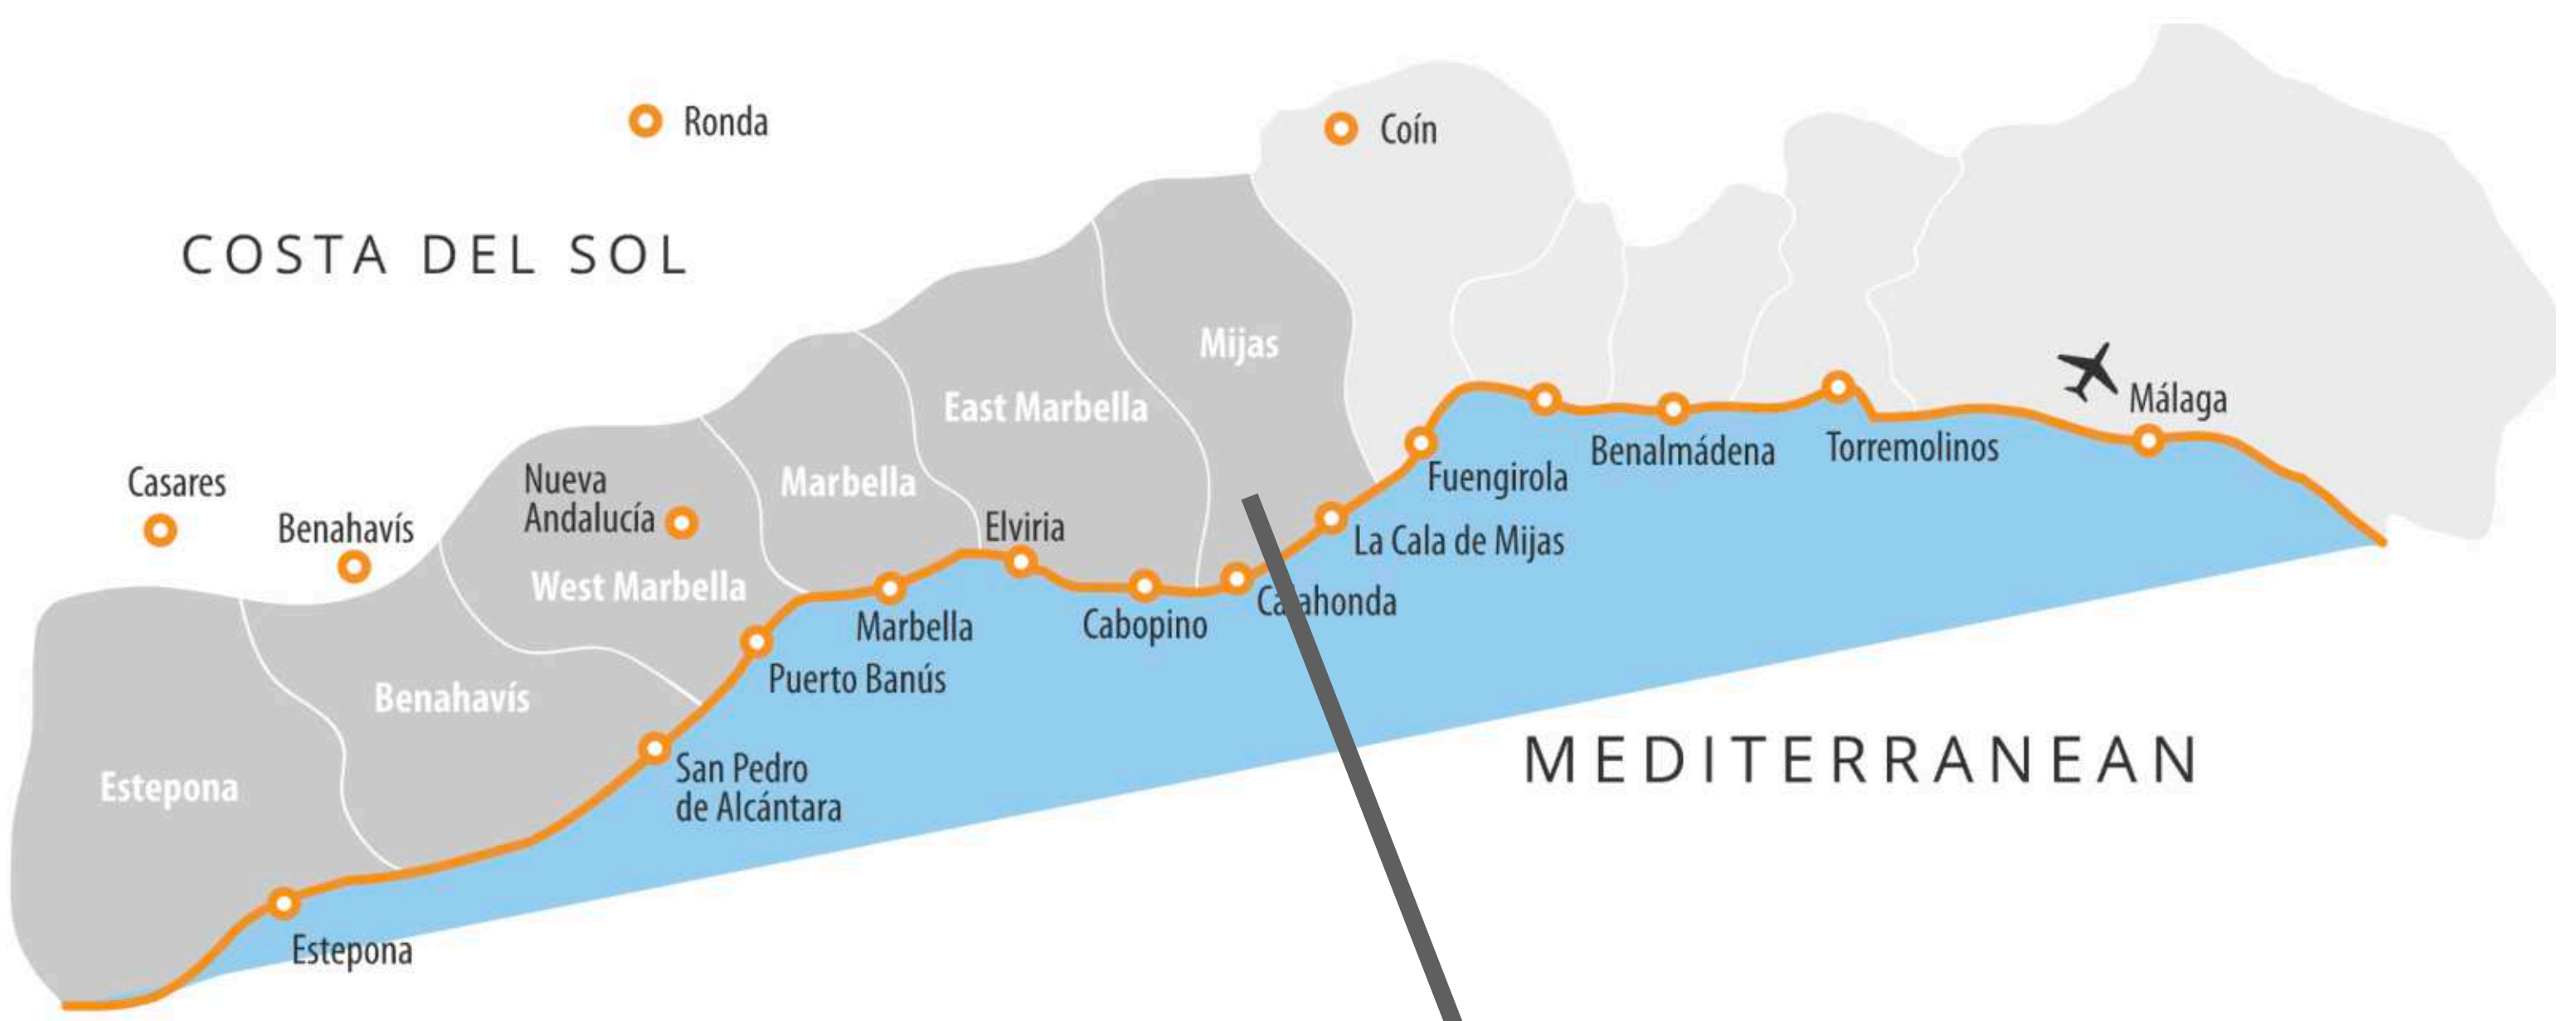 Ronda
Coín
COSTA DEL SOL
Mijas
Málaga
East Marbella
Benalmádena
Torremolinos
Fuengirola
Casares
Nueva
Andalucía
Marbella
Benahavís
Elviria
La Cala de Mijas
West Marbella
Calahonda
Marbella
Cabopino
Puerto Banús
Benahavís
San Pedro
de Alcántara
MEDITERRANEAN
Estepona
Estepona